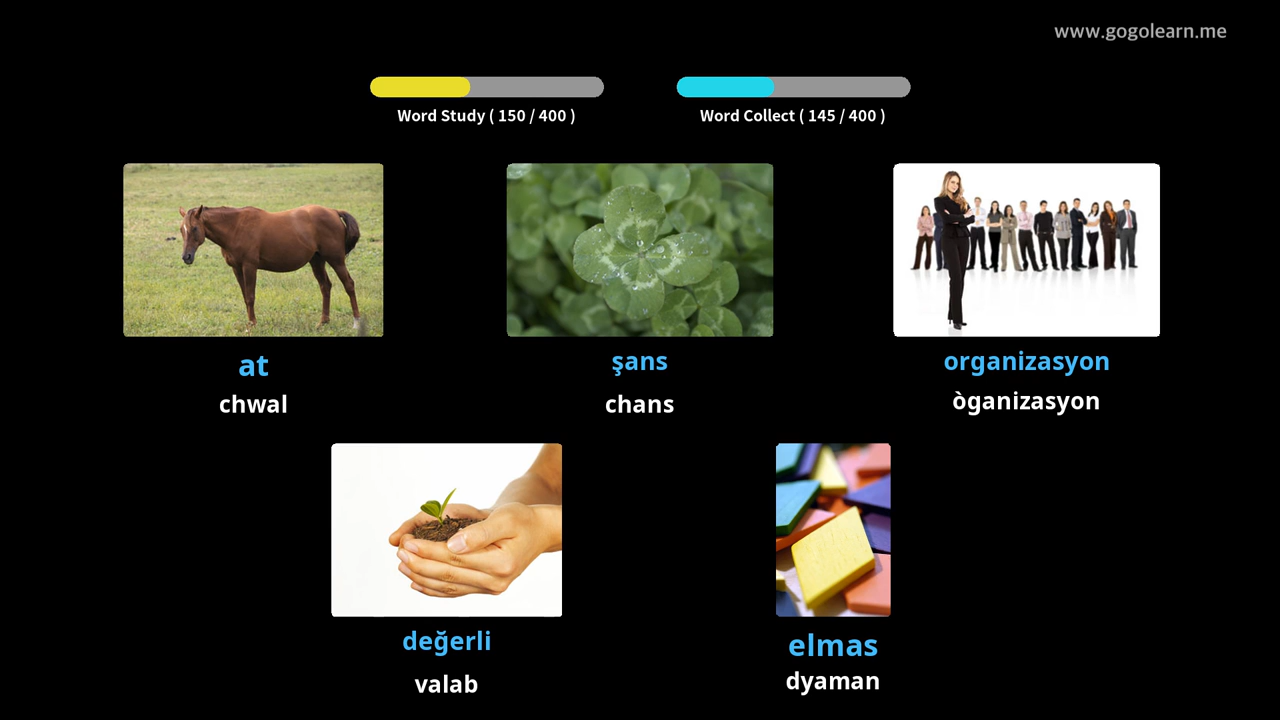 www.gogolearn.me
Word Study ( 150 / 400 )
Word Collect ( 145 / 400 )
at
chwal
şans
chans
organizasyon
òganizasyon
değerli
valab
elmas
dyaman